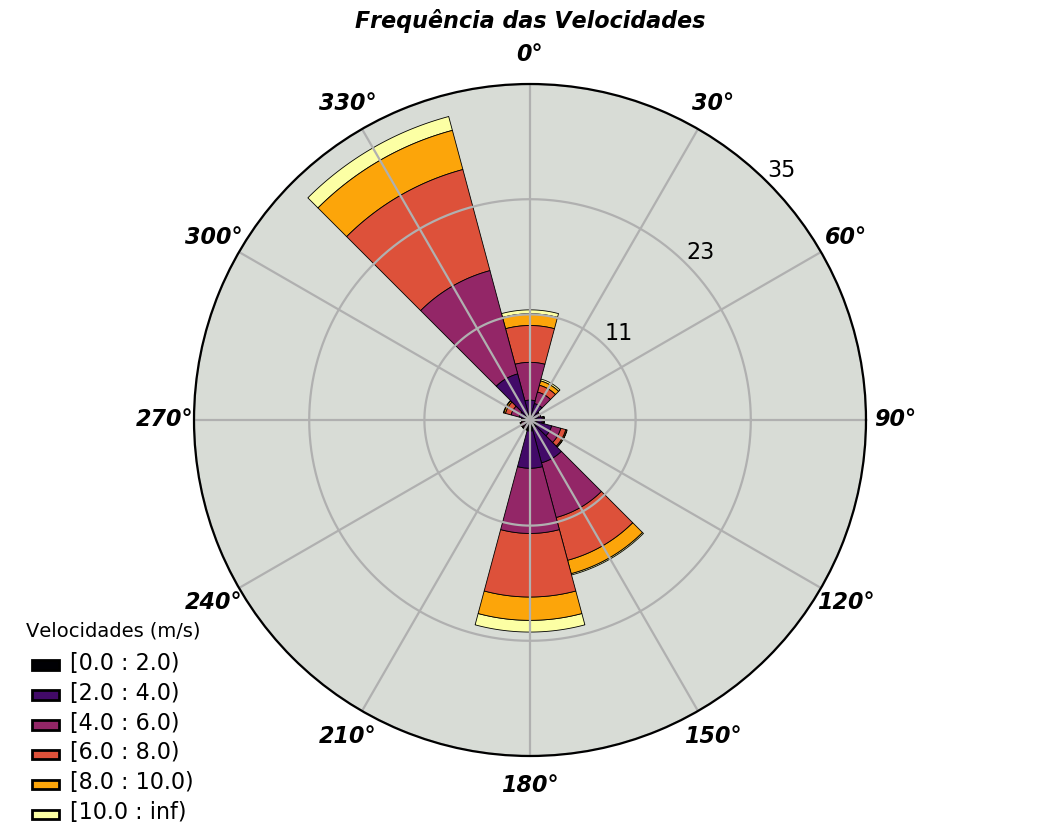 Frequência das Velocidades
0°
330°
30°
35
300°
60°
23
11
270°
90°
240°
120°
210°
150°
180°
Velocidades (m/s)
[0.0 : 2.0)
[2.0 : 4.0)
[4.0 : 6.0)
[6.0 : 8.0)
[8.0 : 10.0)
[10.0 : inf)